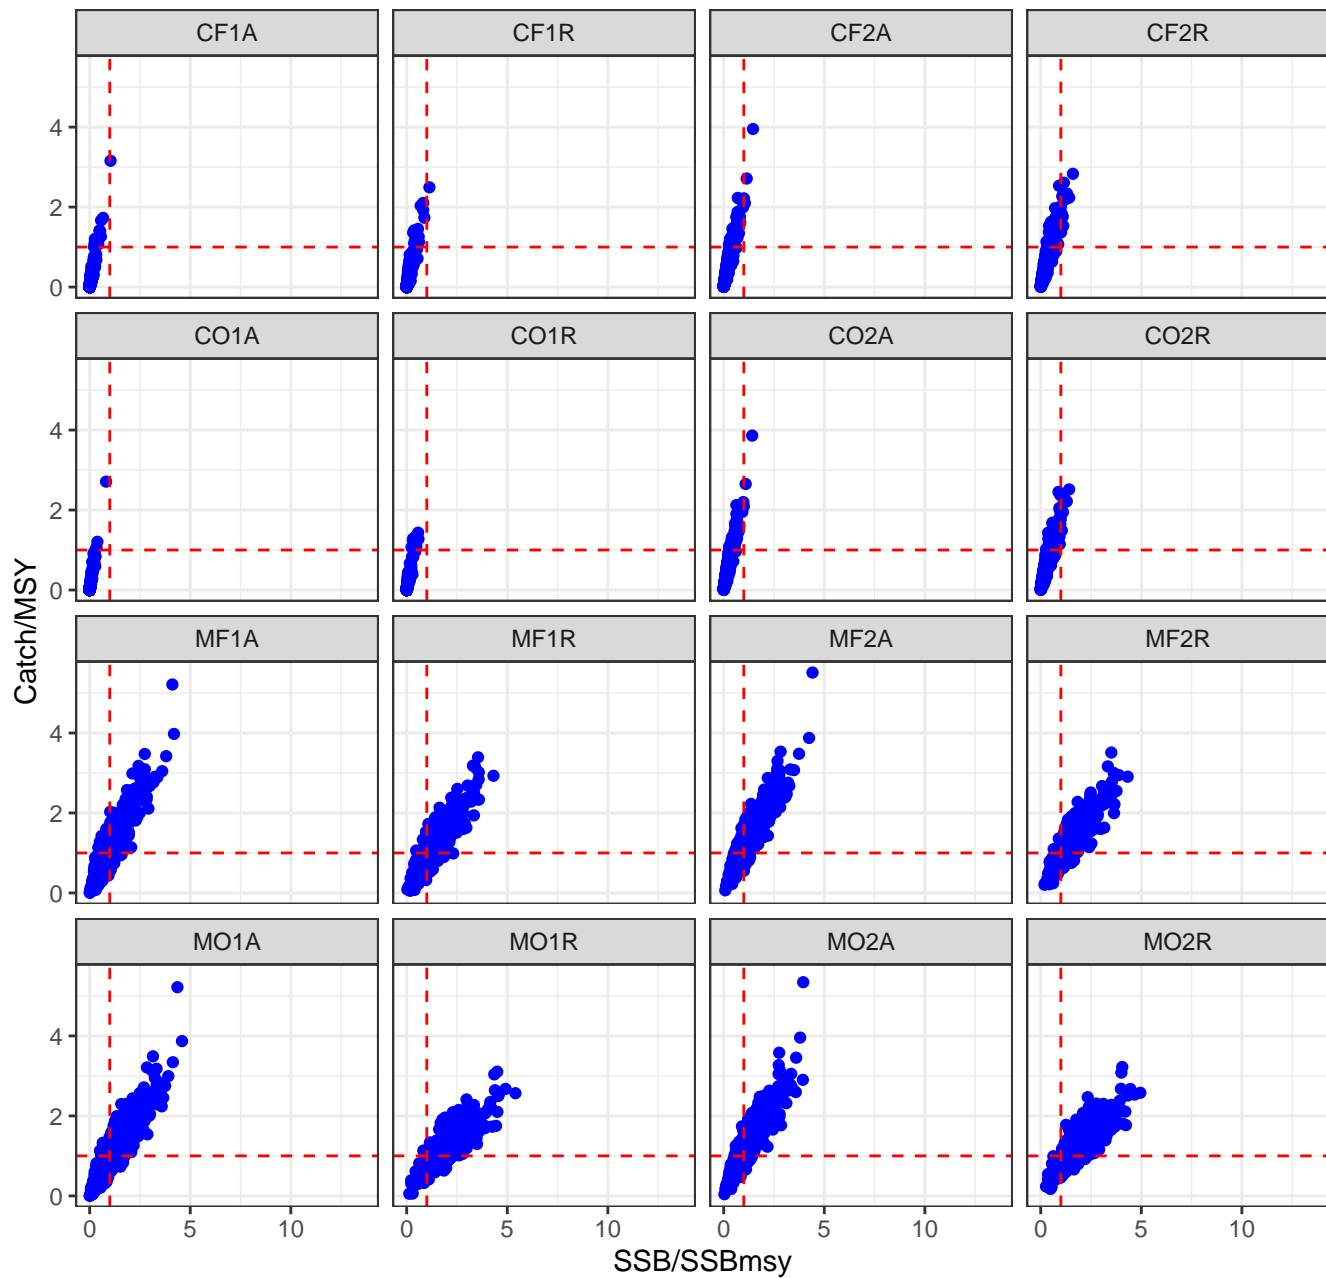 CF1A CF1R CF2A CF2R
4
2
0
CO1A CO1R CO2A CO2R
4
2
0
MF1A MF1R MF2A MF2R
4
2
0
MO1A MO1R MO2A MO2R
4
2
0
0 5 10 0 5 10 0 5 10 0 5 10
SSB/SSBmsy
Catch/MSY